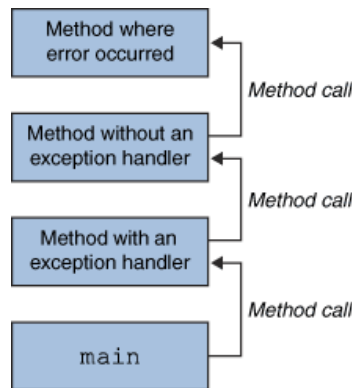 Method where
error occurred
Method call
Method without an
exception handler
Method call
Method with an
exception handler
Method call
main